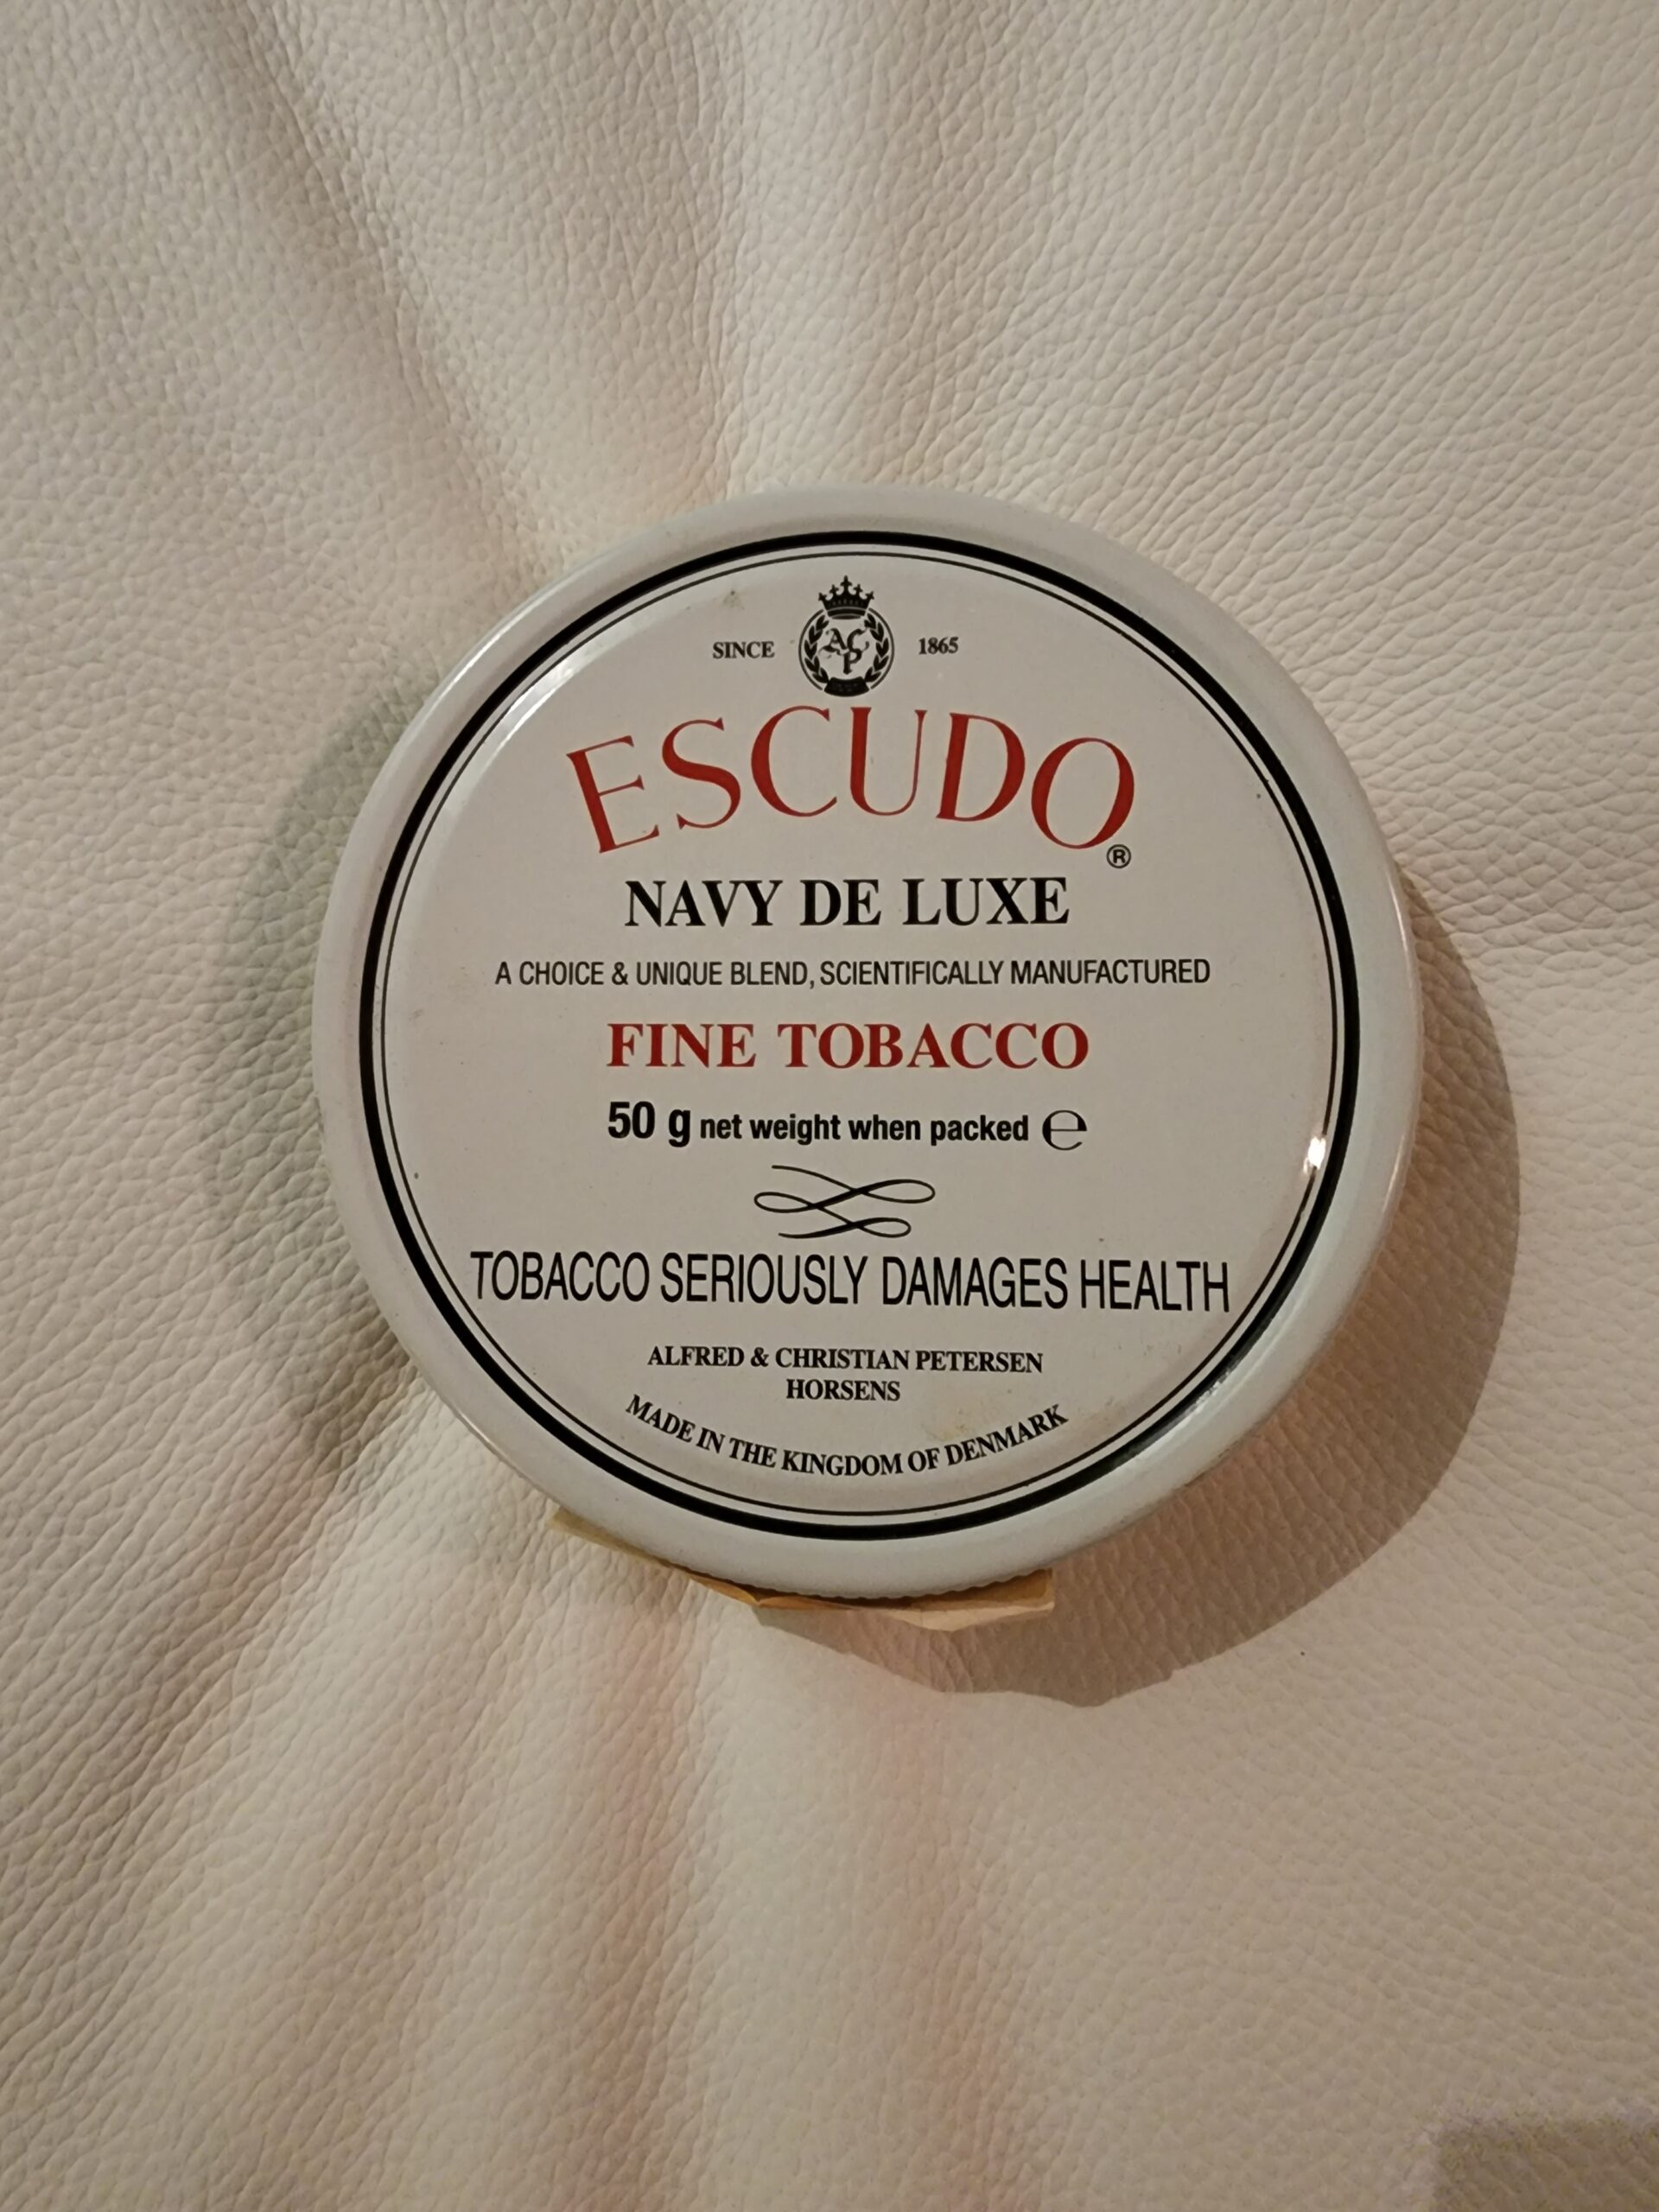 SINCE ACP 1865
ESCUDO®
NAVY DE LUXE
A CHOICE & UNIQUE BLEND, SCIENTIFICALLY MANUFACTURED
FINE TOBACCO
50 g net weight when packed ℮
TOBACCO SERIOUSLY DAMAGES HEALTH
ALFRED & CHRISTIAN PETERSEN
HORSENS
MADE IN THE KINGDOM OF DENMARK